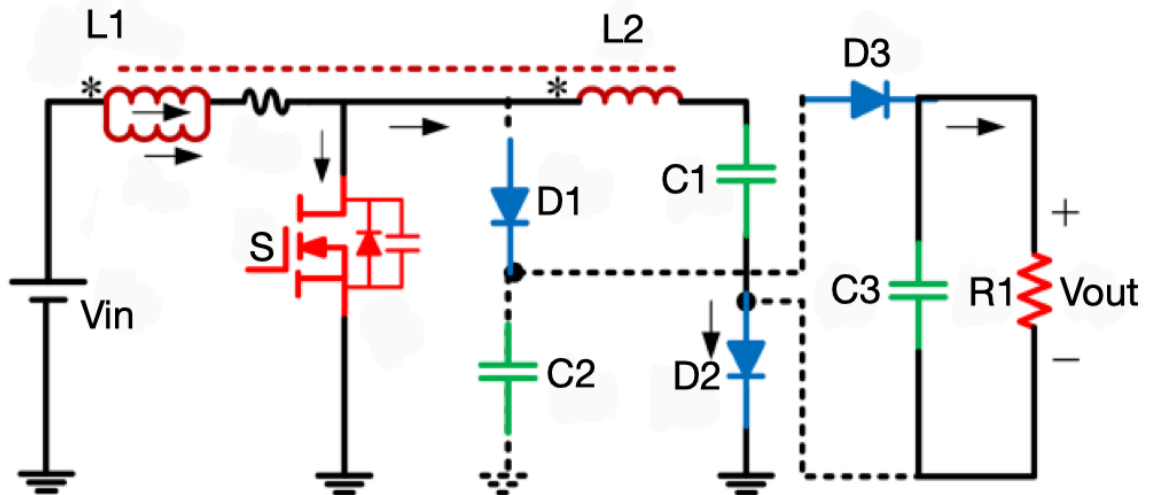 L1
L2
D3
*
*
C1
D1
S
+
C3
R1
Vout
Vin
−
C2
D2